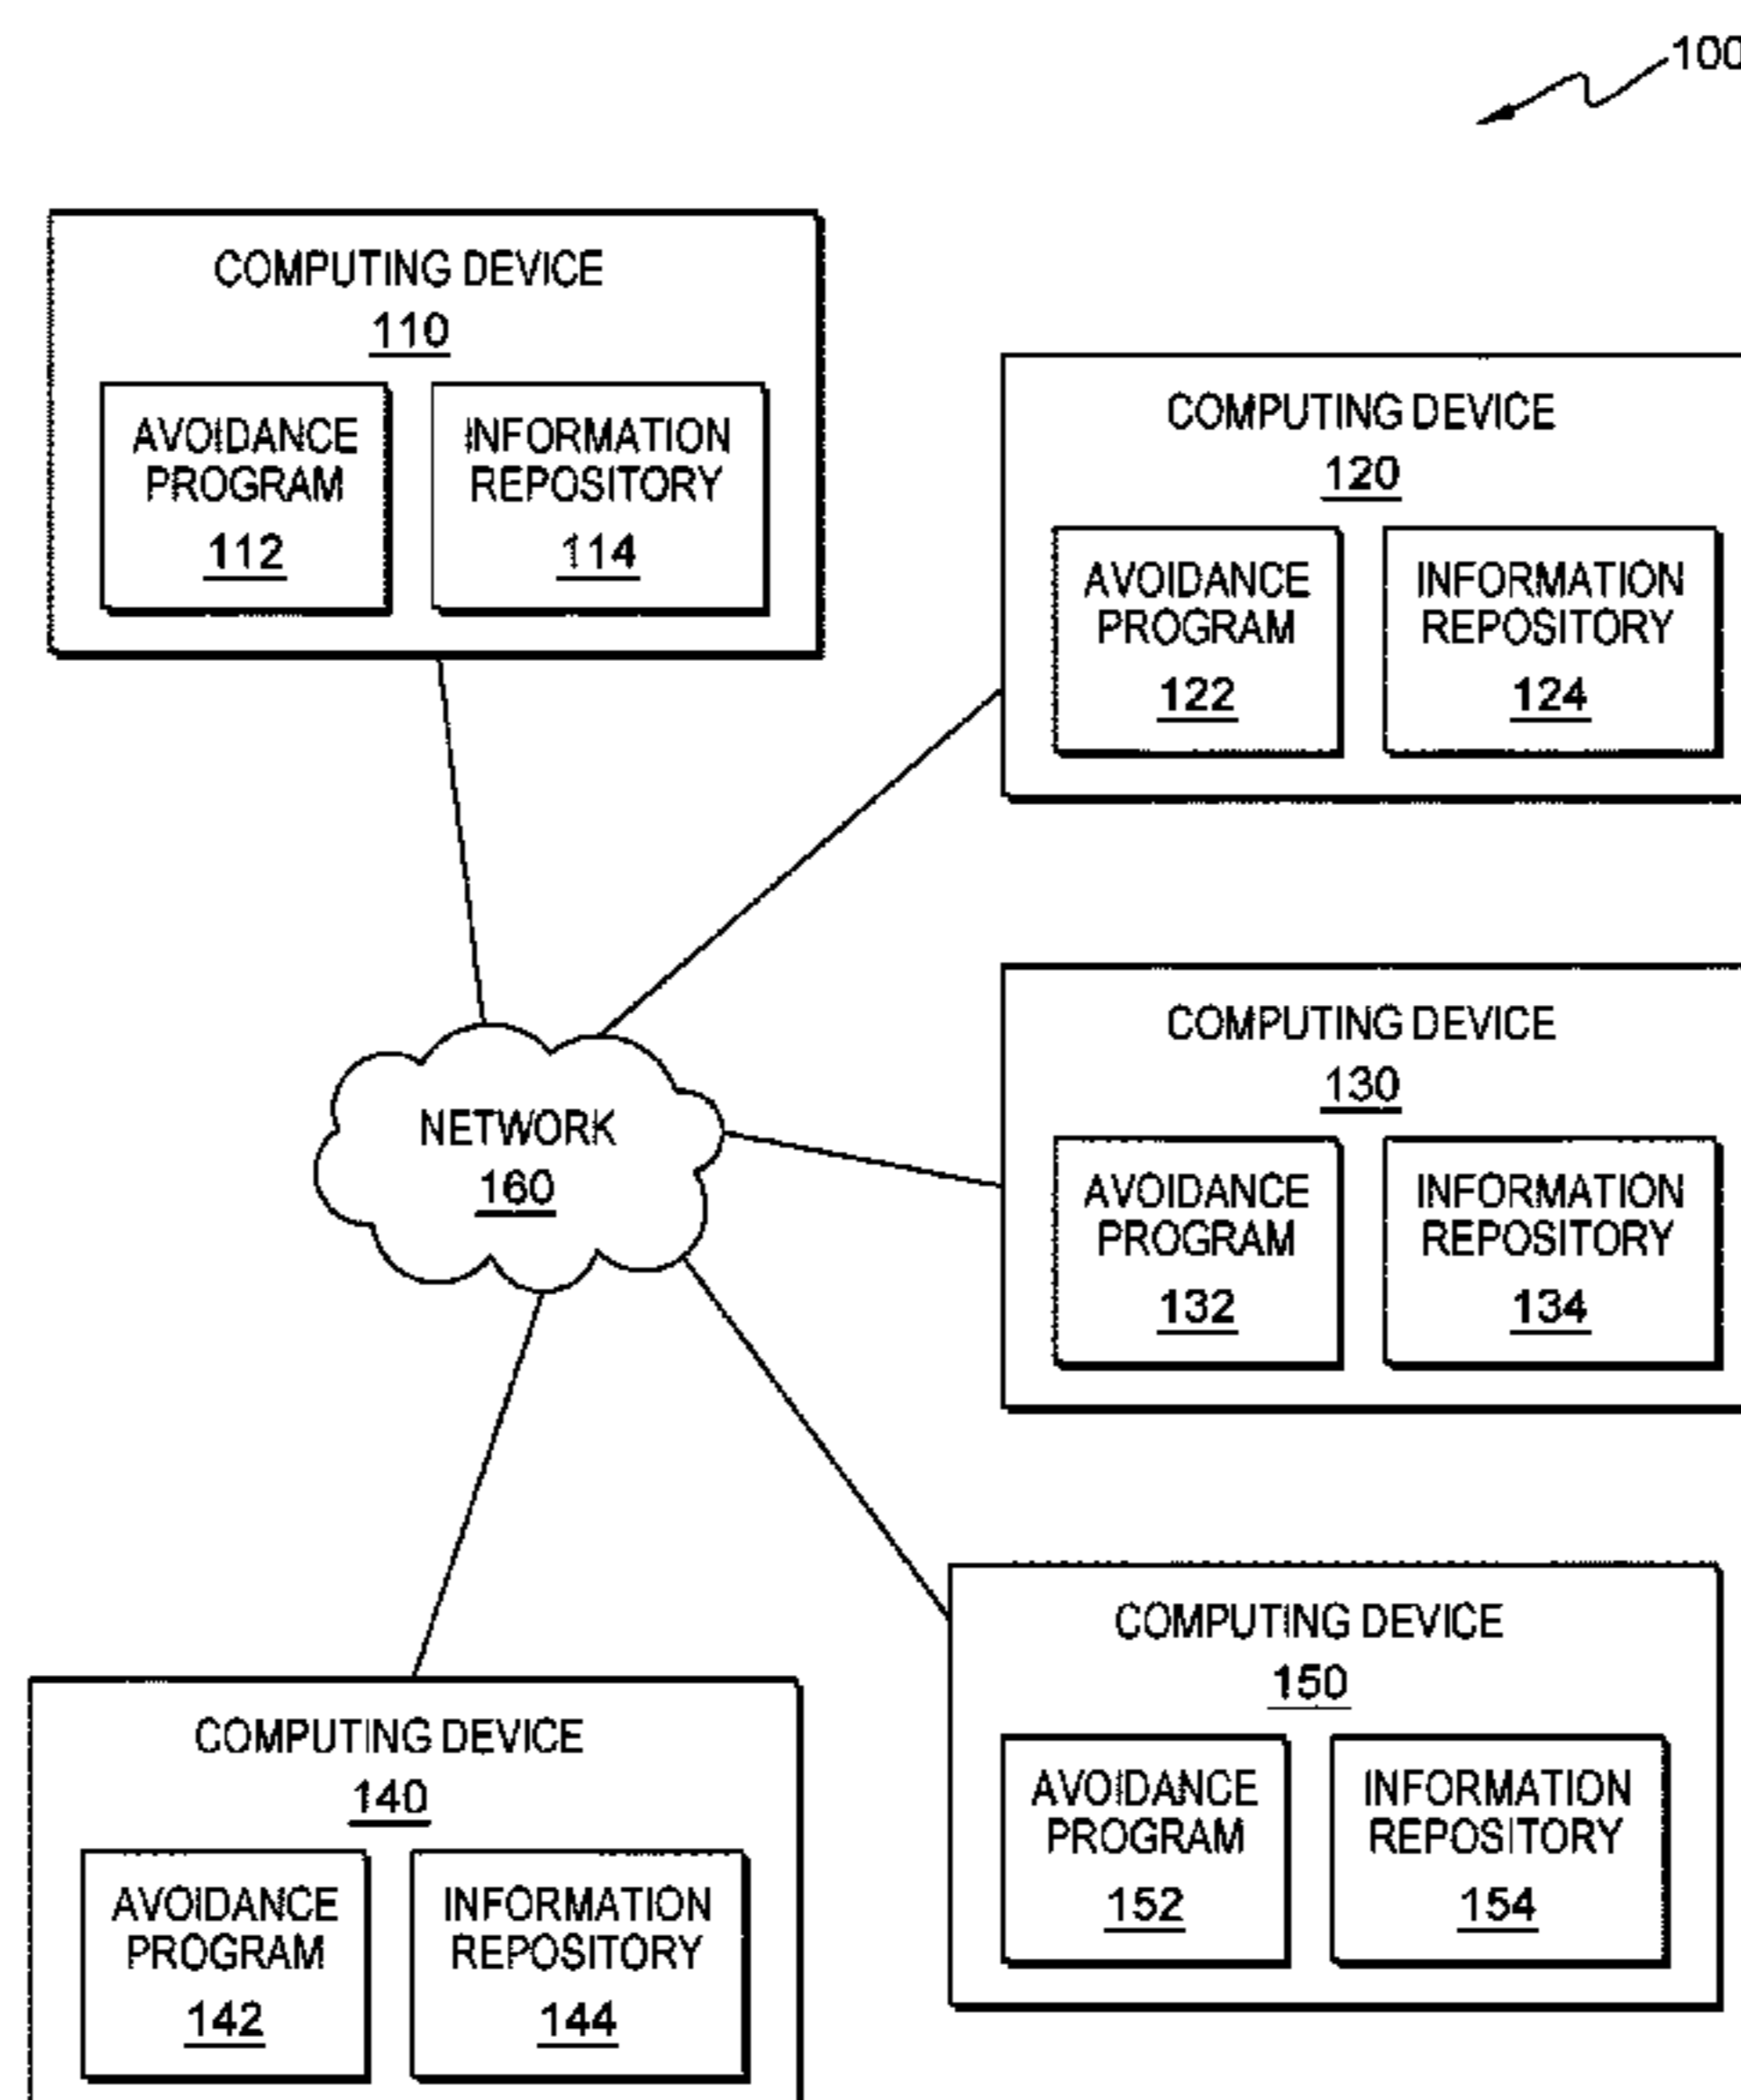 100
COMPUTING DEVICE
110
AVOIDANCE
PROGRAM
112
INFORMATION
REPOSITORY
114
COMPUTING DEVICE
120
AVOIDANCE
PROGRAM
122
INFORMATION
REPOSITORY
124
NETWORK
160
COMPUTING DEVICE
130
AVOIDANCE
PROGRAM
132
INFORMATION
REPOSITORY
134
COMPUTING DEVICE
150
AVOIDANCE
PROGRAM
152
INFORMATION
REPOSITORY
154
COMPUTING DEVICE
140
AVOIDANCE
PROGRAM
142
INFORMATION
REPOSITORY
144